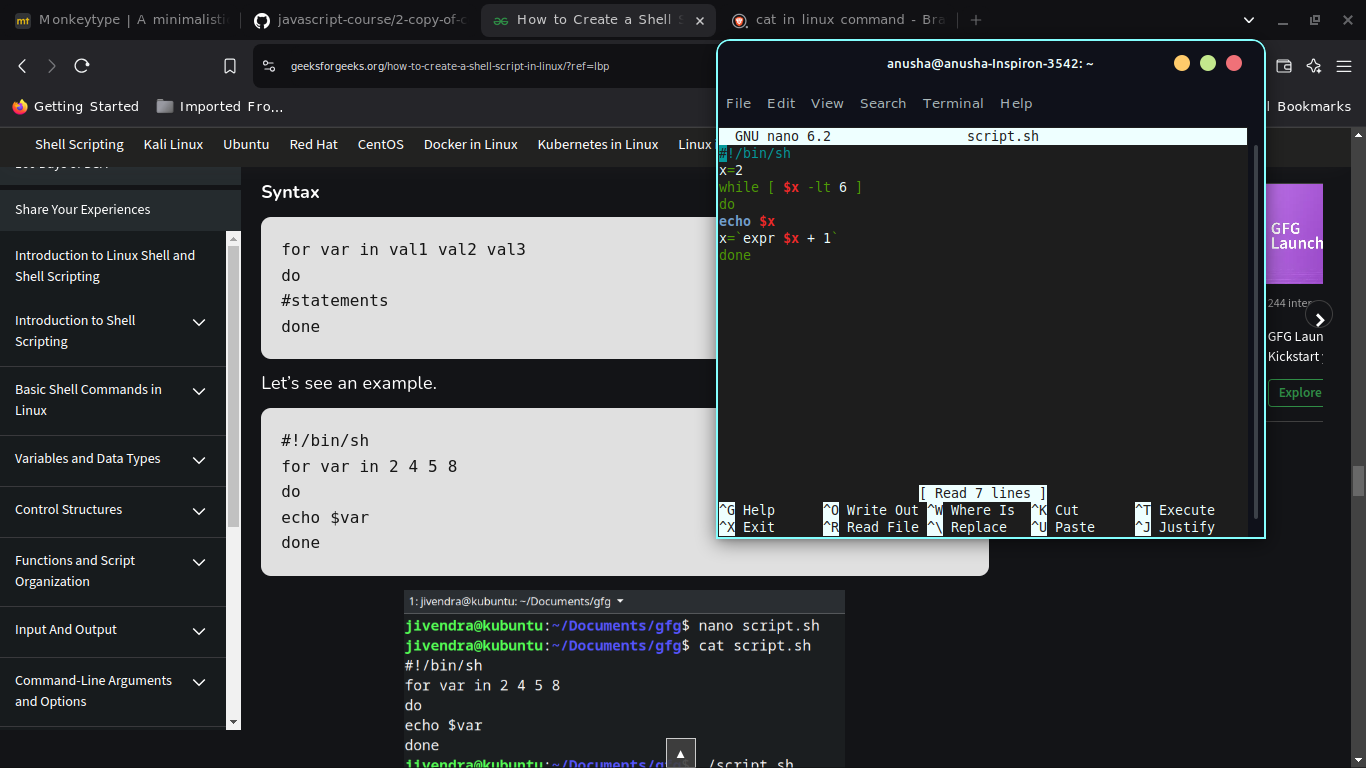 mt Monkeytype | A minimalisti
javascript-course/2-copy-of-c
How to Create a Shell S
cat in linux command - Bra
geeksforgeeks.org/how-to-create-a-shell-script-in-linux/?ref=lbp
Getting Started
Imported Fro...
Bookmarks
Shell Scripting
Kali Linux
Ubuntu
Red Hat
CentOS
Docker in Linux
Kubernetes in Linux
Linux
Share Your Experiences
Introduction to Linux Shell and
Shell Scripting
Introduction to Shell
Scripting
Basic Shell Commands in
Linux
Variables and Data Types
Control Structures
Functions and Script
Organization
Input And Output
Command-Line Arguments
and Options
Syntax
for var in val1 val2 val3
do
#statements
done
Let's see an example.
#!/bin/sh
for var in 2 4 5 8
do
echo $var
done
1: jivendra@kubuntu: ~/Documents/gfg
jivendra@kubuntu:~/Documents/gfg$ nano script.sh
jivendra@kubuntu:~/Documents/gfg$ cat script.sh
#!/bin/sh
for var in 2 4 5 8
do
echo $var
done
jivendra@kubuntu:~/Documents/g /script.sh
anusha@anusha-Inspiron-3542: ~
File Edit View Search Terminal Help
GNU nano 6.2 script.sh
#!/bin/sh
x=2
while [ $x -lt 6 ]
do
echo $x
x=`expr $x + 1`
done
[ Read 7 lines ]
^G Help ^O Write Out ^W Where Is ^K Cut ^T Execute
^X Exit ^R Read File ^\ Replace ^U Paste ^J Justify
GFG
Launch
244 inter
GFG Laun
Kickstart
Explore